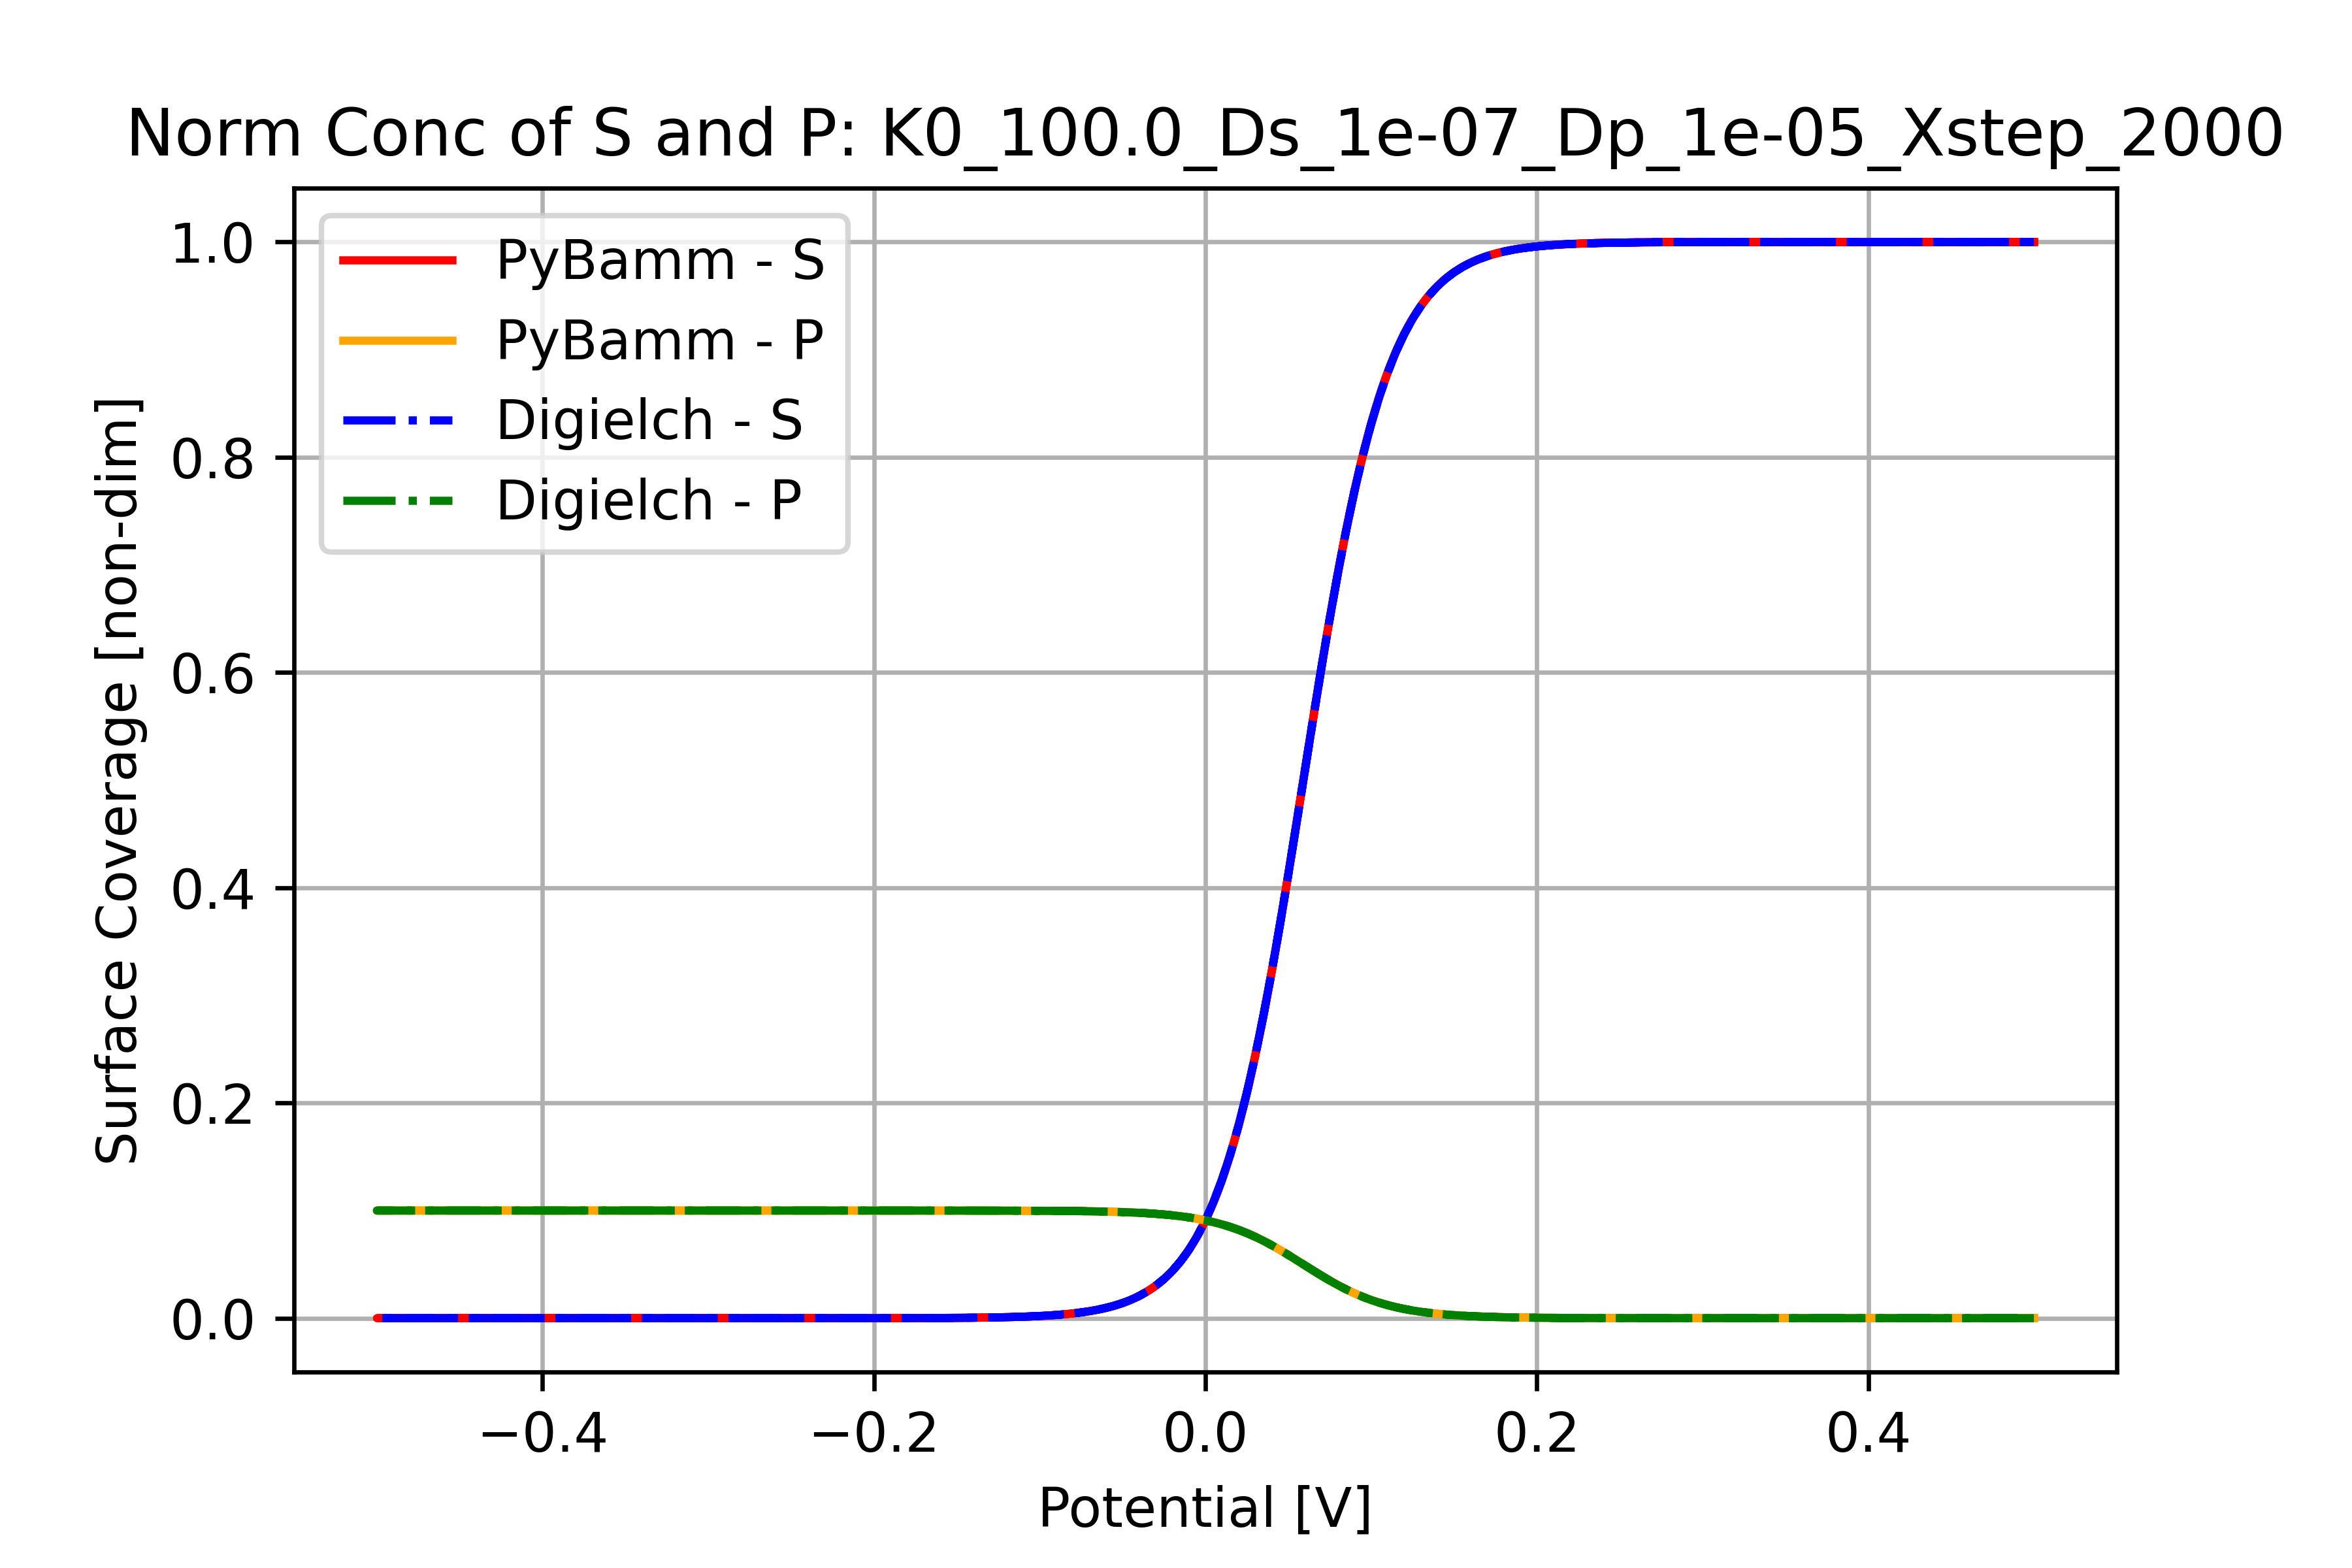 Norm Conc of S and P: K0_100.0_Ds_1e-07_Dp_1e-05_Xstep_2000
PyBamm - S
PyBamm - P
Digielch - S
Digielch - P
Surface Coverage [non-dim]
1.0
0.8
0.6
0.4
0.2
0.0
−0.4
−0.2
0.0
0.2
0.4
Potential [V]